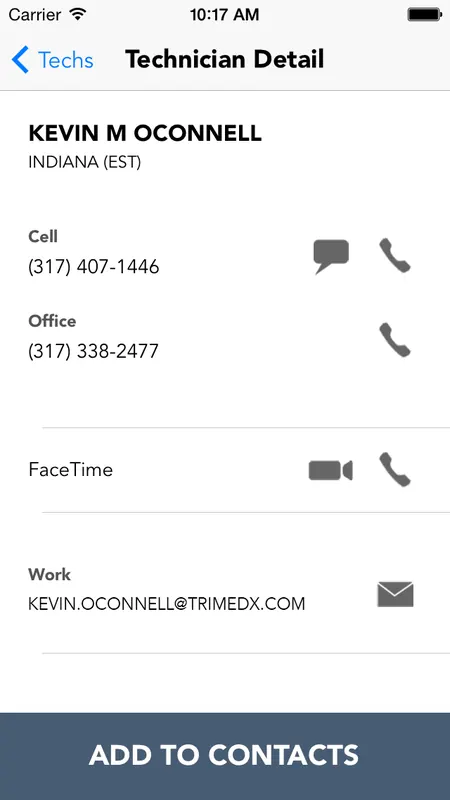 Carrier 10:17 AM
Techs Technician Detail
KEVIN M OCONNELL
INDIANA (EST)
Cell
(317) 407-1446
Office
(317) 338-2477
FaceTime
Work
KEVIN.OCONNELL@TRIMEDX.COM
ADD TO CONTACTS